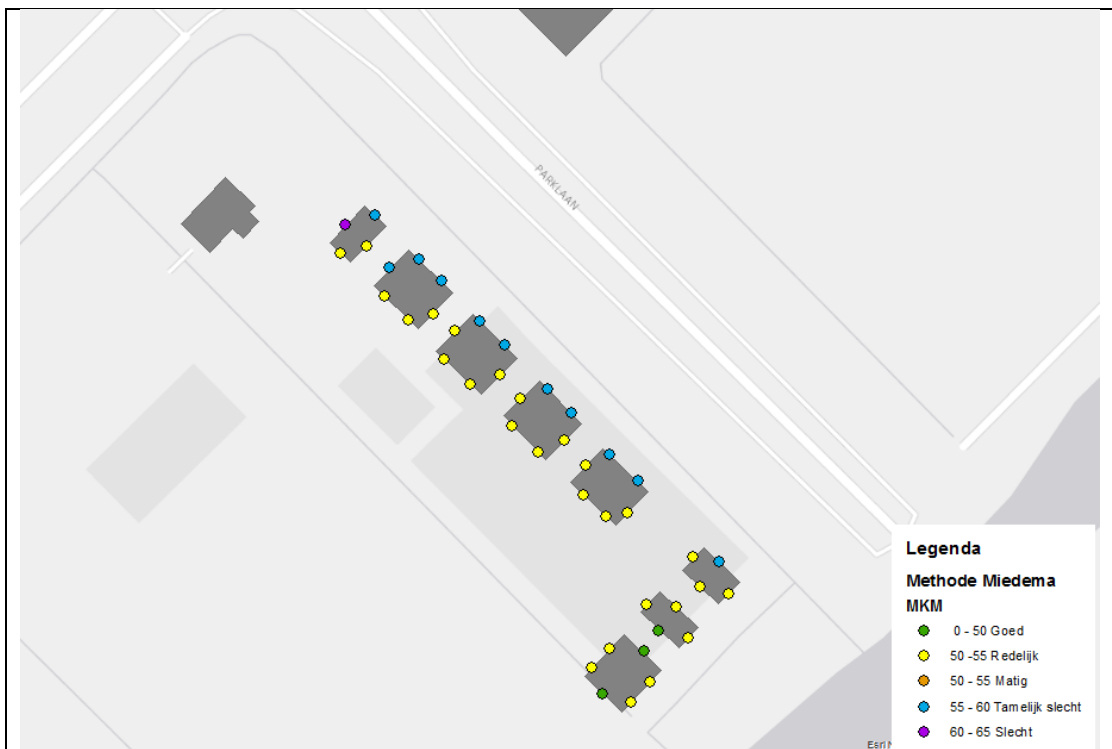 PARKLAAN
Legenda
Methode Miedema
MKM
0 - 50 Goed
50 -55 Redelijk
50 - 55 Matig
55 - 60 Tamelijk slecht
60 - 65 Slecht
Esri N